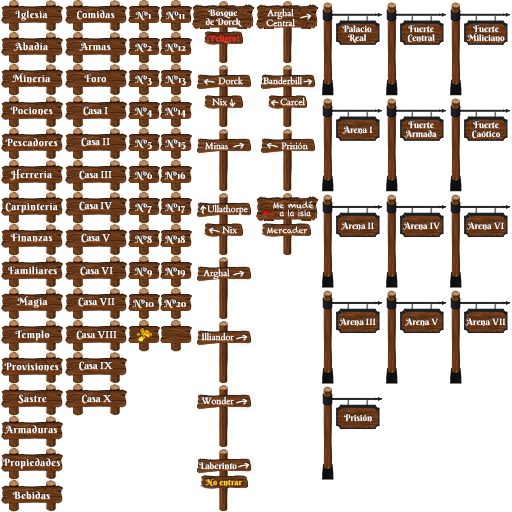 Iglesia
Abadia
Mineria
Pociones
Pescadores
Herreria
Carpinteria
Finanzas
Familiares
Magia
Templo
Provisiones
Sastre
Armaduras
Propiedades
Bebidas
Comidas
Armas
Foro
Casa I
Casa II
Casa III
Casa IV
Casa V
Casa VI
Casa VII
Casa VIII
Casa IX
Casa X
Nº1
Nº2
Nº3
Nº4
Nº5
Nº6
Nº7
Nº8
Nº9
Nº10
Nº11
Nº12
Nº13
Nº14
Nº15
Nº16
Nº17
Nº18
Nº19
Nº20
Bosque
de Dorck
¡Peligro!
← Dorck
Nix ↓
Minas →
↑Ullathorpe
← Nix
Arghal →
Illiandor →
Wonder →
Laberinto→
No entrar
Arghal
Central →
Banderbill→
←Carcel
← Prisión
Me mudé
a la isla
Mercader
Palacio
Real
Arena I
Arena II
Arena III
Prisión
Fuerte
Central
Fuerte
Armada
Arena IV
Arena V
Fuerte
Miliciano
Fuerte
Caótico
Arena VI
Arena VII